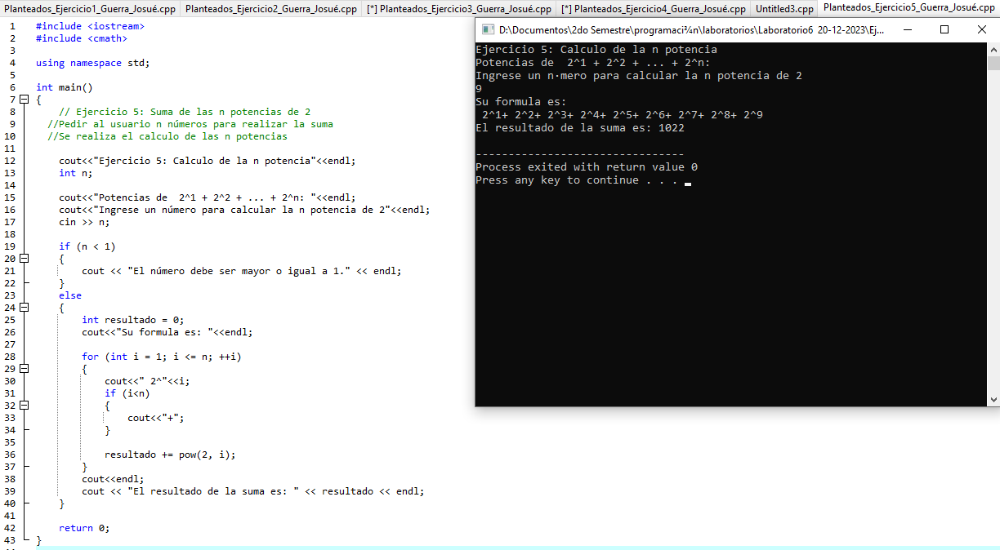 Planteados_Ejercicio1_Guerra_Josué.cpp Planteados_Ejercicio2_Guerra_Josué.cpp [*] Planteados_Ejercicio3_Guerra_Josué.cpp [*] Planteados_Ejercicio4_Guerra_Josué.cpp Untitled3.cpp Planteados_Ejercicio5_Guerra_Josué.cpp
1 #include <iostream>
2 #include <cmath>
3
4 using namespace std;
5
6 int main()
7 {
8 // Ejercicio 5: Suma de las n potencias de 2
9 //Pedir al usuario n números para realizar la suma
10 //Se realiza el calculo de las n potencias
11
12 cout<<"Ejercicio 5: Calculo de la n potencia"<<endl;
13 int n;
14
15 cout<<"Potencias de  2^1 + 2^2 + ... + 2^n: "<<endl;
16 cout<<"Ingrese un número para calcular la n potencia de 2"<<endl;
17 cin >> n;
18
19 if (n < 1)
20 {
21 cout << "El número debe ser mayor o igual a 1." << endl;
22 }
23 else
24 {
25 int resultado = 0;
26 cout<<"Su formula es: "<<endl;
27
28 for (int i = 1; i <= n; ++i)
29 {
30 cout<<" 2^"<<i;
31 if (i<n)
32 {
33 cout<<"+";
34 }
35
36 resultado += pow(2, i);
37 }
38 cout<<endl;
39 cout << "El resultado de la suma es: " << resultado << endl;
40 }
41
42 return 0;
43 }
D:\Documentos\2do Semestre\programaci¾n\laboratorios\Laboratorio6 20-12-2023\Ej...
Ejercicio 5: Calculo de la n potencia
Potencias de  2^1 + 2^2 + ... + 2^n:
Ingrese un n·mero para calcular la n potencia de 2
9
Su formula es:
2^1+ 2^2+ 2^3+ 2^4+ 2^5+ 2^6+ 2^7+ 2^8+ 2^9
El resultado de la suma es: 1022
--------------------------------
Process exited with return value 0
Press any key to continue . . .